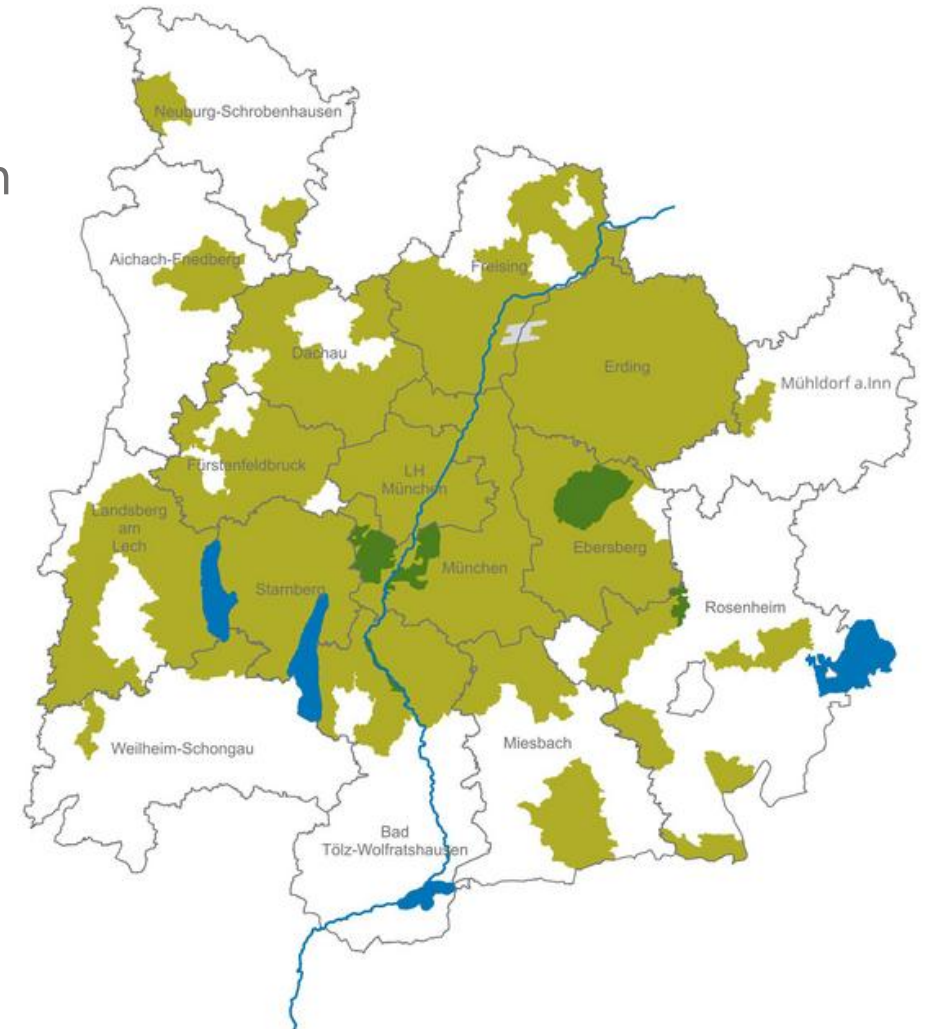 Neuburg-Schrobenhausen
n
Aichach-Friedberg
Freising
Dachau
Erding
Mühldorf a.Inn
Fürstenfeldbruck
LH
München
Landsberg
am
Lech
Ebersberg
München
Starnberg
Rosenheim
Weilheim-Schongau
Miesbach
Bad
Tölz-Wolfratshausen